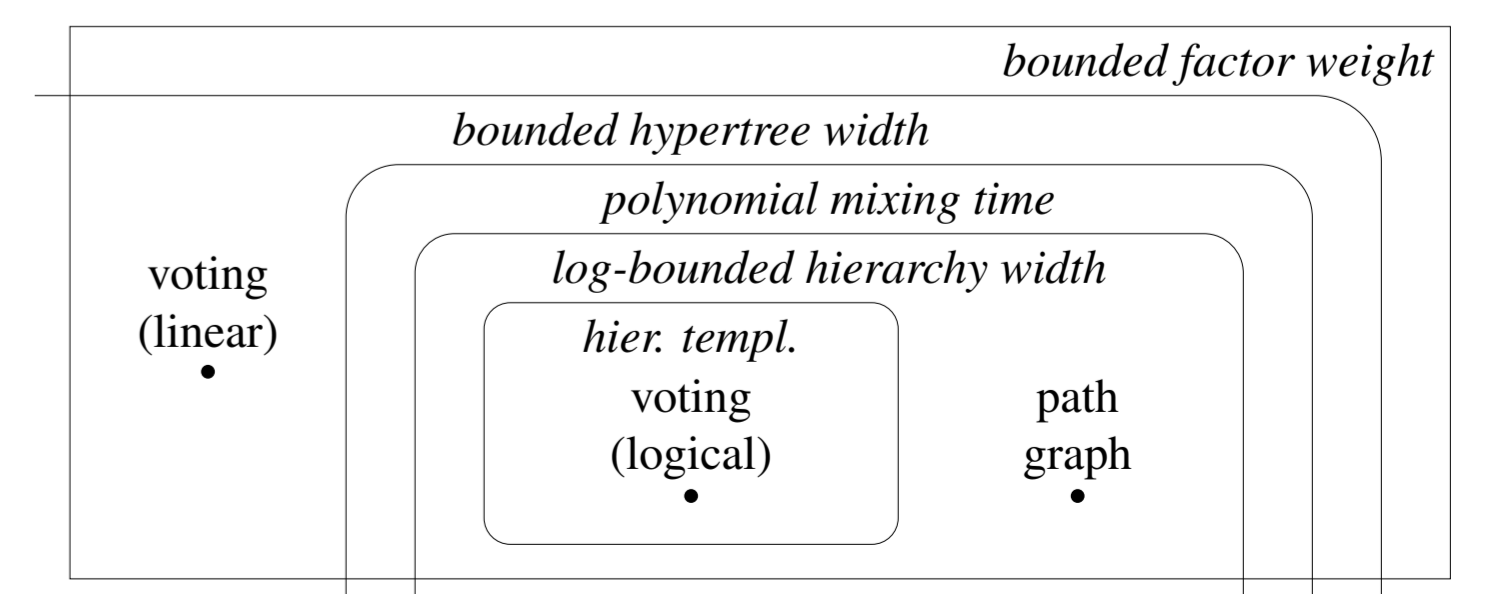 bounded factor weight
bounded hypertree width
polynomial mixing time
log-bounded hierarchy width
voting
(linear)
hier. templ.
voting
(logical)
path
graph